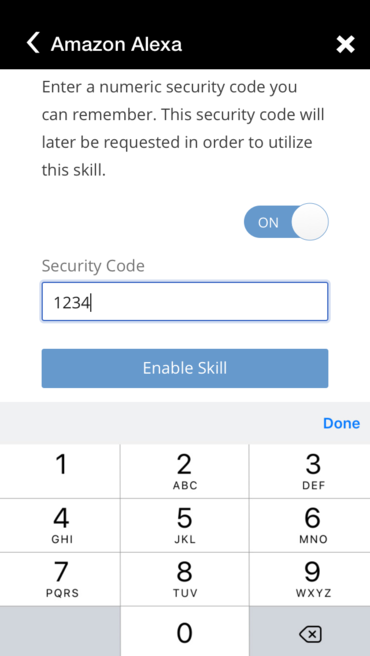 Amazon Alexa
Enter a numeric security code you
can remember. This security code will
later be requested in order to utilize
this skill.
ON
Security Code
1234
Enable Skill
Done
1 2 3
ABC DEF
4 5 6
GHI JKL MNO
7 8 9
PQRS TUV WXYZ
0